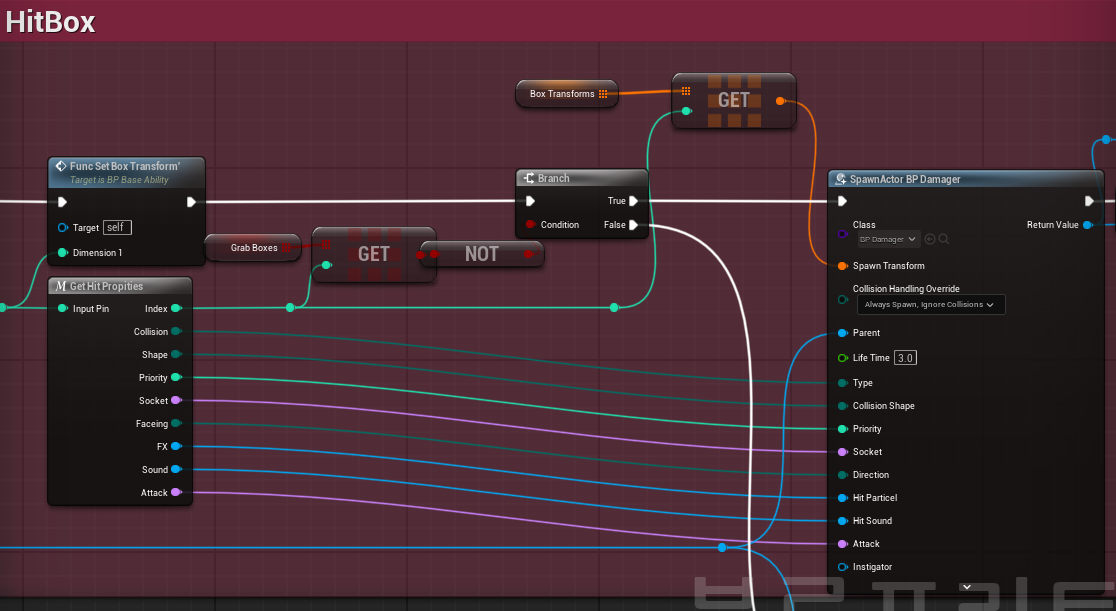 HitBox
Box Transforms
GET
Func Set Box Transform'
Target is BP Base Ability
Target self
Dimension 1
Branch
True
Condition False
Grab Boxes
GET
NOT
Get Hit Propities
Input Pin Index
Collision
Shape
Priority
Socket
Faceing
FX
Sound
Attack
SpawnActor BP Damager
Class
BP Damager
Return Value
Spawn Transform
Collision Handling Override
Always Spawn, Ignore Collisions
Parent
Life Time 3.0
Type
Collision Shape
Priority
Socket
Direction
Hit Particel
Hit Sound
Attack
Instigator